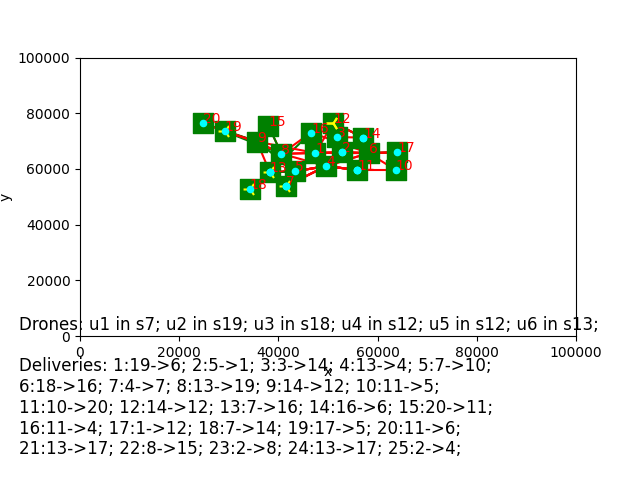 100000
80000
60000
40000
20000
0
y
0 20000 40000 60000 80000 100000
x
Drones: u1 in s7; u2 in s19; u3 in s18; u4 in s12; u5 in s12; u6 in s13;
Deliveries: 1:19->6; 2:5->1; 3:3->14; 4:13->4; 5:7->10;
6:18->16; 7:4->7; 8:13->19; 9:14->12; 10:11->5;
11:10->20; 12:14->12; 13:7->16; 14:16->6; 15:20->11;
16:11->4; 17:1->12; 18:7->14; 19:17->5; 20:11->6;
21:13->17; 22:8->15; 23:2->8; 24:13->17; 25:2->4;